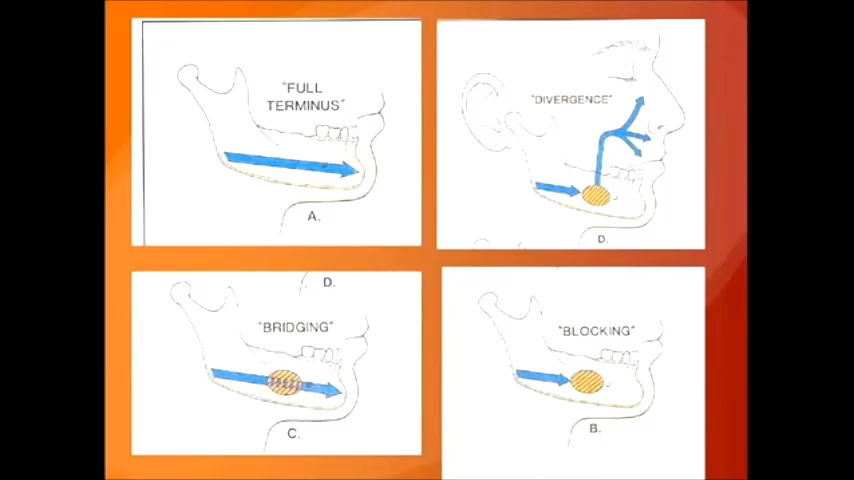 "FULL
TERMINUS"
A.
"DIVERGENCE"
D.
D.
"BRIDGING"
C.
"BLOCKING"
B.